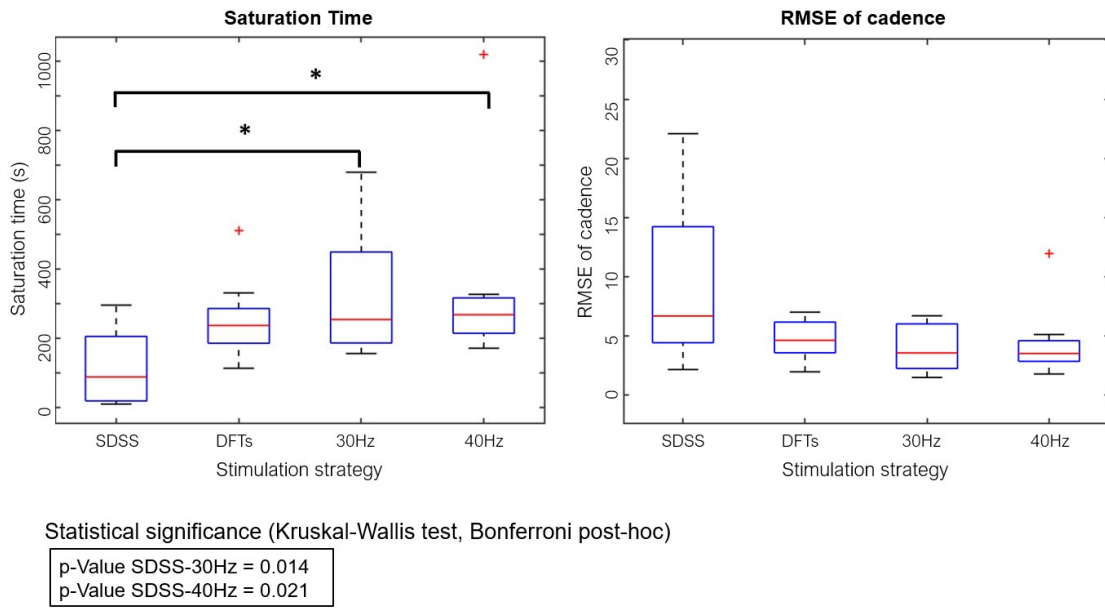 Saturation Time
1000
800
600
400
200
0
Saturation time (s)
*
*
SDSS DFTs 30Hz 40Hz
Stimulation strategy
RMSE of cadence
30
25
20
15
10
5
0
RMSE of cadence
SDSS DFTs 30Hz 40Hz
Stimulation strategy
Statistical significance (Kruskal-Wallis test, Bonferroni post-hoc)
p-Value SDSS-30Hz = 0.014
p-Value SDSS-40Hz = 0.021